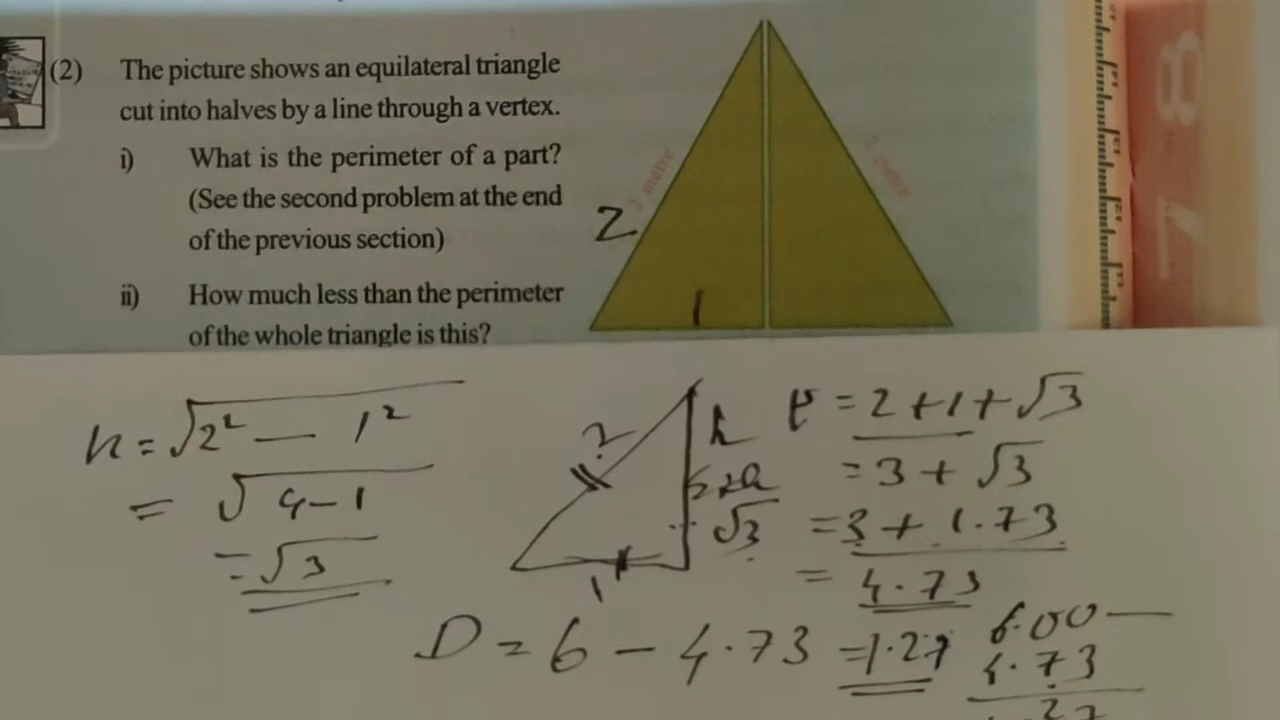 (2) The picture shows an equilateral triangle
cut into halves by a line through a vertex.
i) What is the perimeter of a part?
(See the second problem at the end
of the previous section)
ii) How much less than the perimeter
of the whole triangle is this?
metre
2
1
h = √2² — 1²
= √4-1
= √3
2
h
√3
1
P = 2+1+√3
= 3 + √3
= 3 + 1.73
= 4.73
D = 6 - 4.73 = 1.27
6.00 —
4.73